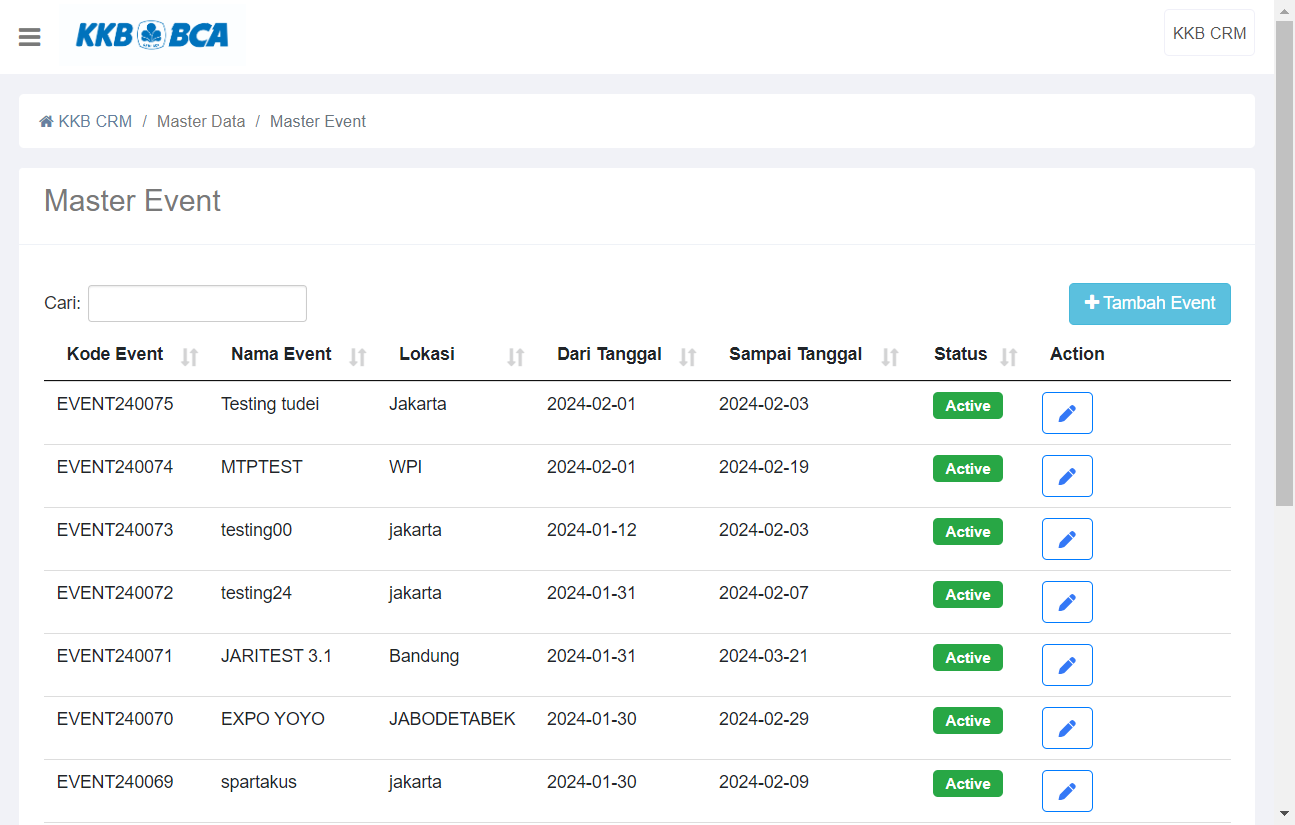 KKB BCA
KKB CRM
KKB CRM / Master Data / Master Event
Master Event
Cari:
Tambah Event
Kode Event Nama Event Lokasi Dari Tanggal Sampai Tanggal Status Action
EVENT240075 Testing tudei Jakarta 2024-02-01 2024-02-03 Active
EVENT240074 MTPTEST WPI 2024-02-01 2024-02-19 Active
EVENT240073 testing00 jakarta 2024-01-12 2024-02-03 Active
EVENT240072 testing24 jakarta 2024-01-31 2024-02-07 Active
EVENT240071 JARITEST 3.1 Bandung 2024-01-31 2024-03-21 Active
EVENT240070 EXPO YOYO JABODETABEK 2024-01-30 2024-02-29 Active
EVENT240069 spartakus jakarta 2024-01-30 2024-02-09 Active